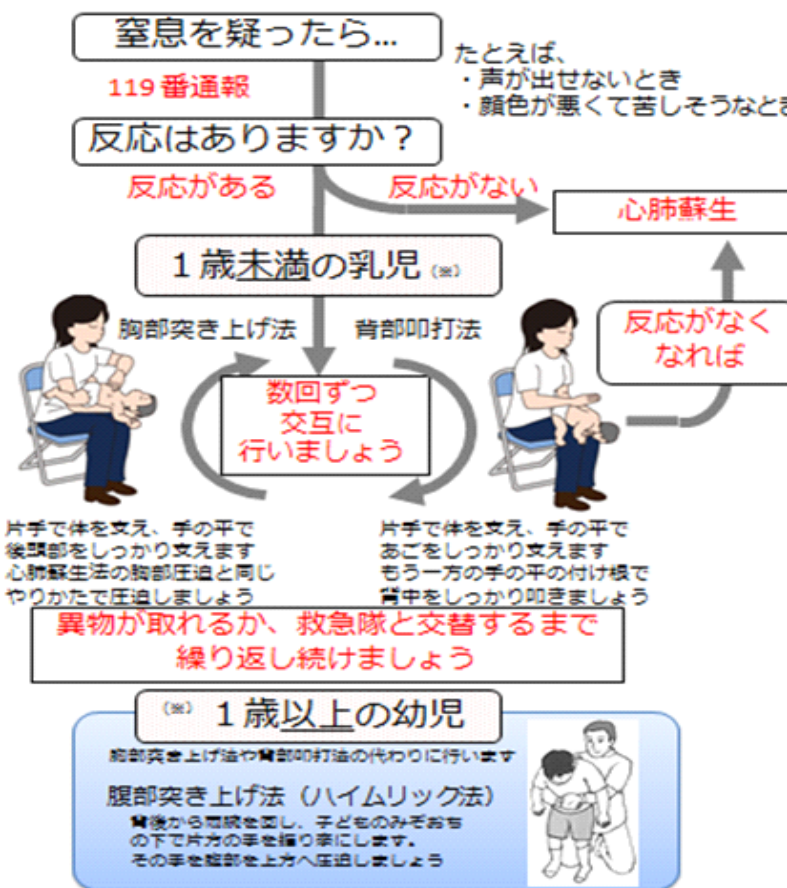 窒息を疑ったら...
たとえば、
・声が出せないとき
・顔色が悪くて苦しそうなとき
119番通報
反応はありますか？
反応がある
反応がない
心肺蘇生
１歳未満の乳児（※）
胸部突き上げ法
背部叩打法
反応がなく
なれば
数回ずつ
交互に
行いましょう
片手で体を支え、手の平で
後頭部をしっかり支えます
心肺蘇生法の胸部圧迫と同じ
やりかたで圧迫しましょう
片手で体を支え、手の平で
あごをしっかり支えます
もう一方の手の平の付け根で
背中をしっかり叩きましょう
異物が取れるか、救急隊と交替するまで
繰り返し続けましょう
（※）１歳以上の幼児
胸部突き上げ法や背部叩打法の代わりに行います
腹部突き上げ法（ハイムリック法）
背後から両腕を回し、子どものみぞおち
の下で片方の手を握り拳にします。
その手を腹部を上方へ圧迫しましょう